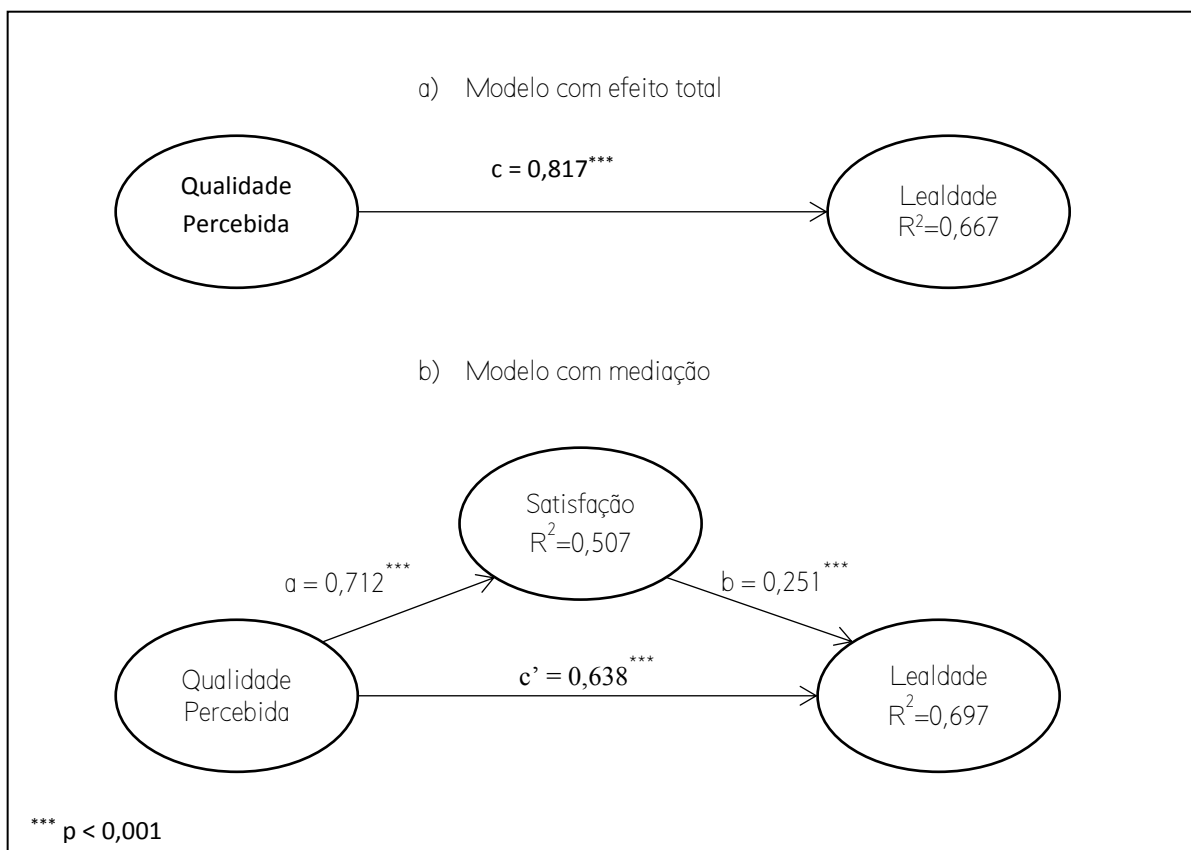 a) Modelo com efeito total
c = 0,817***
Qualidade
Percebida
Lealdade
R²=0,667
b) Modelo com mediação
Satisfação
R²=0,507
a = 0,712***
b = 0,251***
Qualidade
Percebida
c’ = 0,638***
Lealdade
R²=0,697
*** p < 0,001